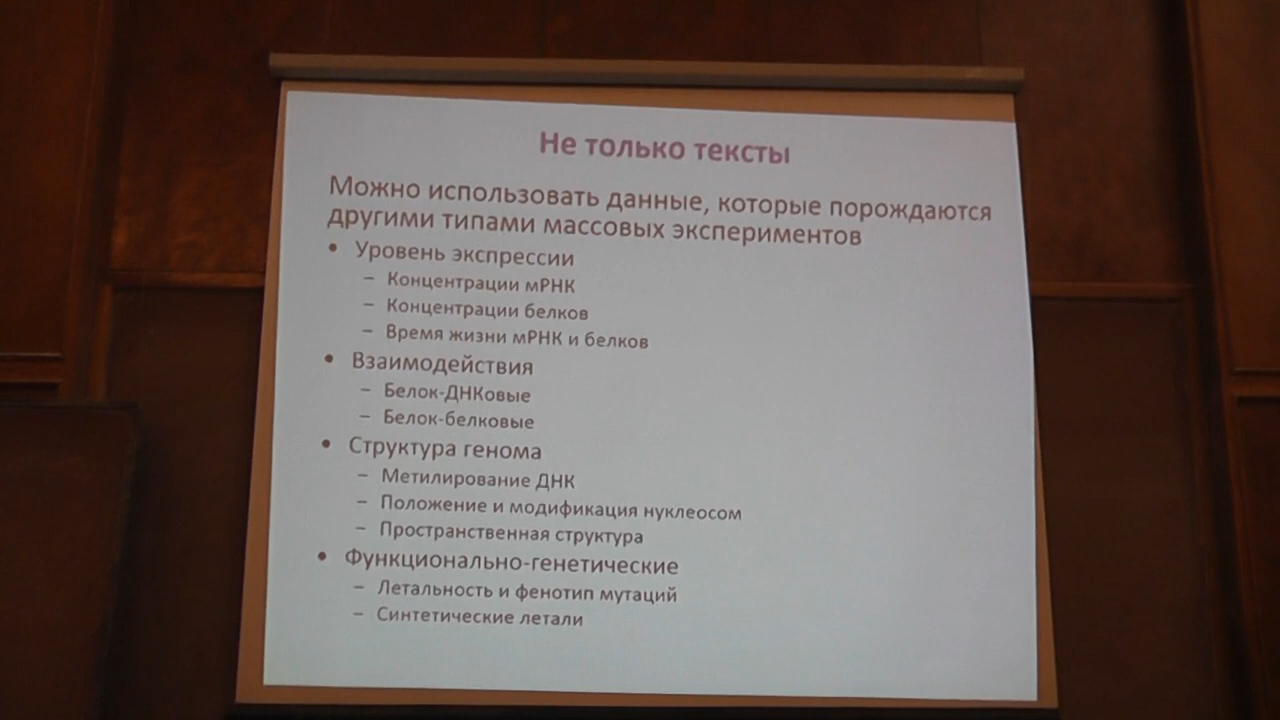 Не только тексты
Можно использовать данные, которые порождаются
другими типами массовых экспериментов
• Уровень экспрессии
– Концентрации мРНК
– Концентрации белков
– Время жизни мРНК и белков
• Взаимодействия
– Белок-ДНКовые
– Белок-белковые
• Структура генома
– Метилирование ДНК
– Положение и модификация нуклеосом
– Пространственная структура
• Функционально-генетические
– Летальность и фенотип мутаций
– Синтетические летали